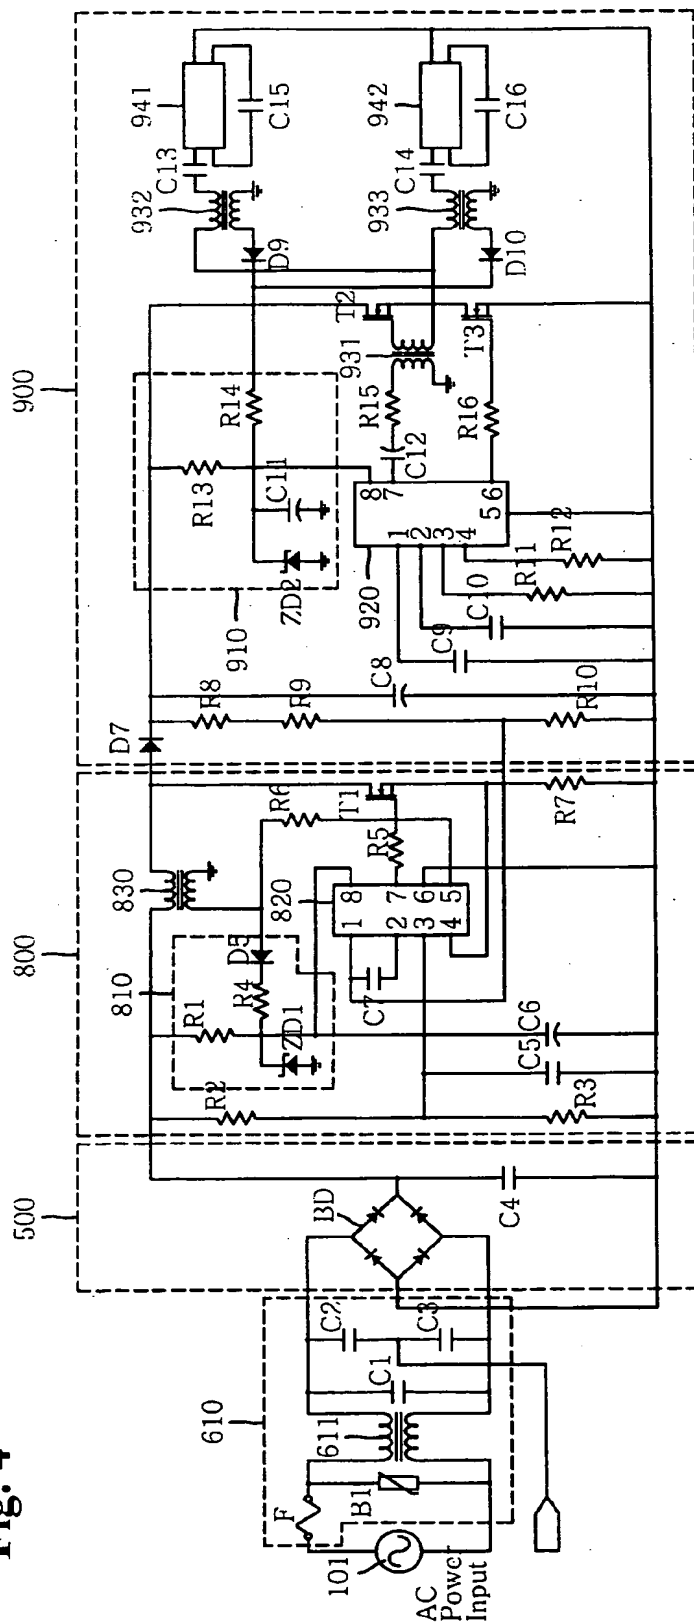 Fig. 4
AC
Power
Input
101
F
B1
610
611
C1
C2
C3
500
BD
C4
800
810
R2
R3
R1
R4
ZD1
D5
C5
C6
C7
830
820
1
2
3
4
8
7
6
5
R5
R6
T1
R7
900
D7
R8
R9
R10
C8
910
R13
R14
ZD2
C11
920
1
2
3
4
8
7
6
5
C9
C10
R11
R12
C12
R15
R16
931
T2
T3
D9
D10
932
933
C13
C14
941
942
C15
C16